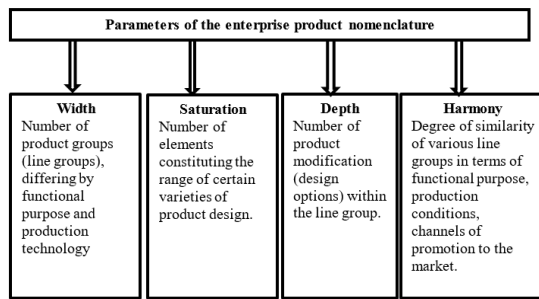 Parameters of the enterprise product nomenclature
Width
Number of
product groups
(line groups),
differing by
functional
purpose and
production
technology
Saturation
Number of
elements
constituting the
range of certain
varieties of
product design.
Depth
Number of
product
modification
(design
options) within
the line group.
Harmony
Degree of similarity
of various line
groups in terms of
functional purpose,
production
conditions,
channels of
promotion to the
market.